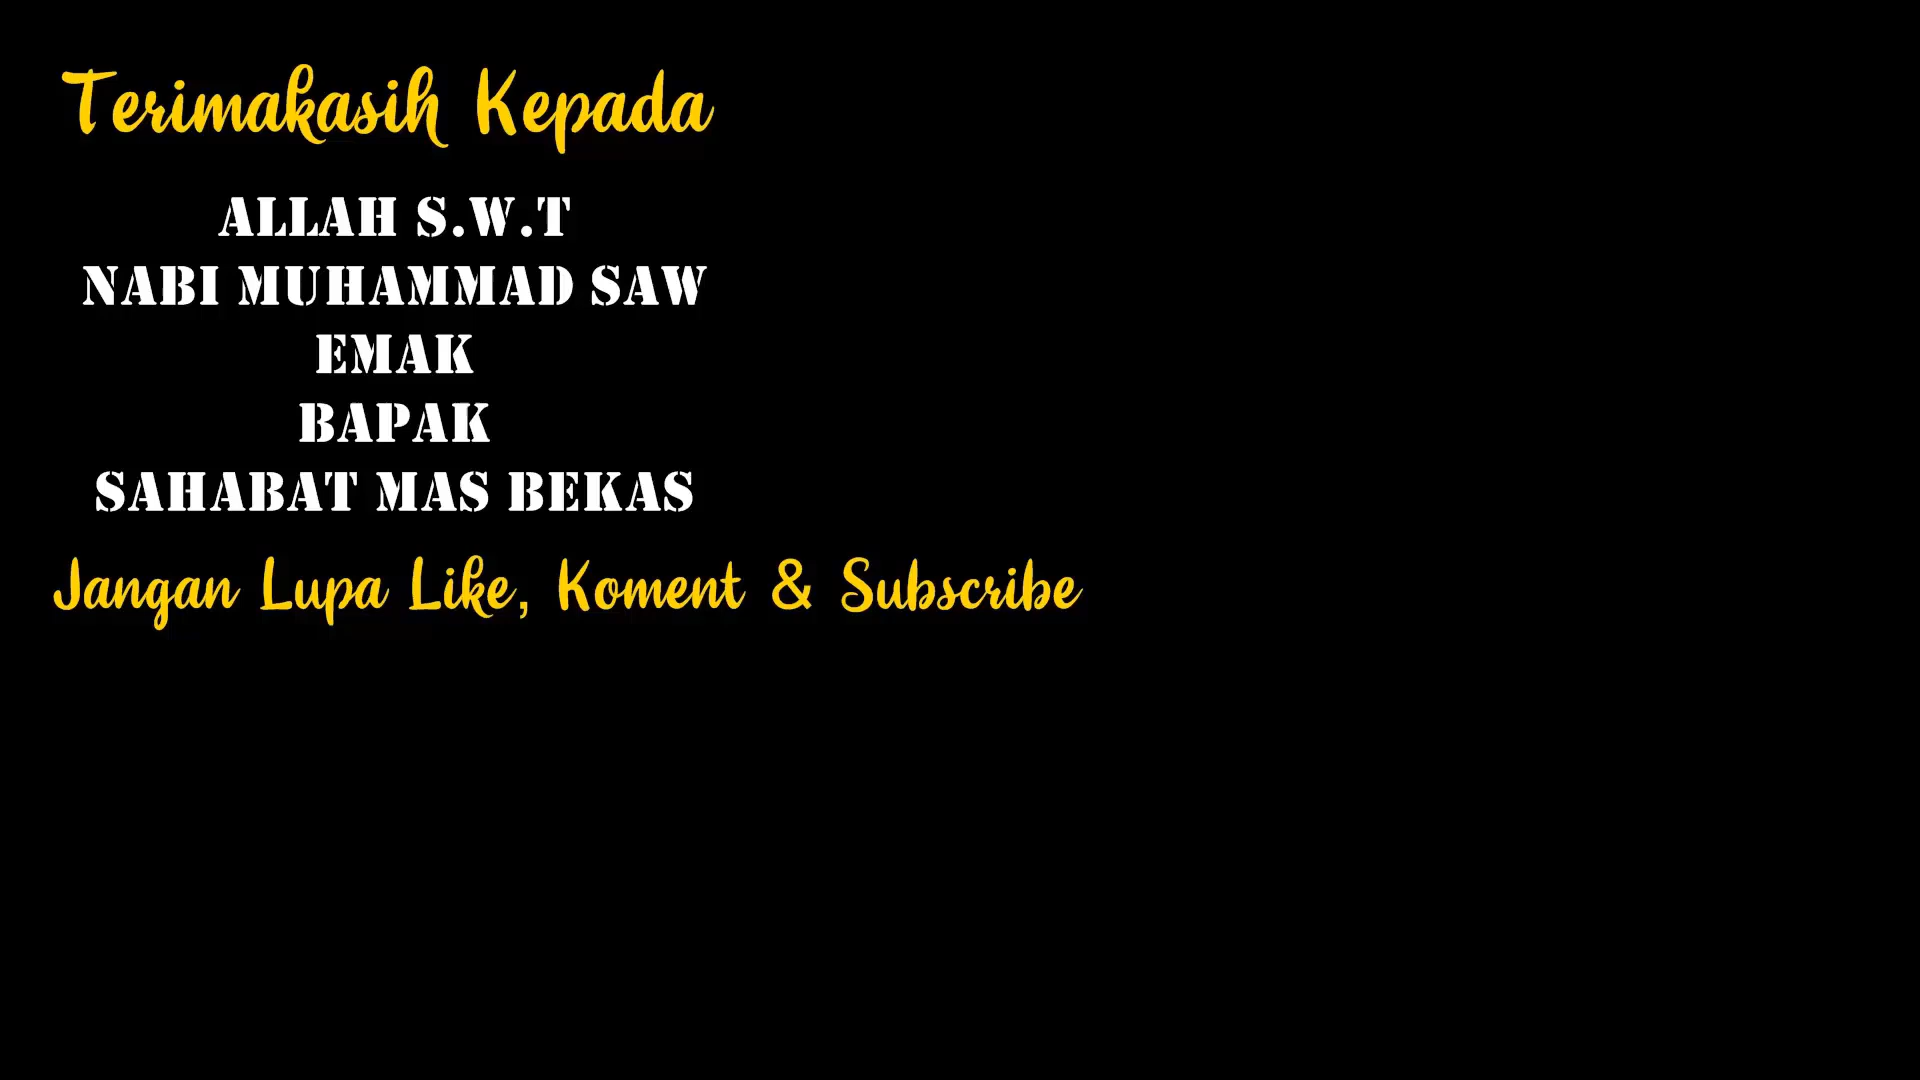 Terimakasih Kepada
ALLAH S.W.T
NABI MUHAMMAD SAW
EMAK
BAPAK
SAHABAT MAS BEKAS
Jangan Lupa Like, Koment & Subscribe